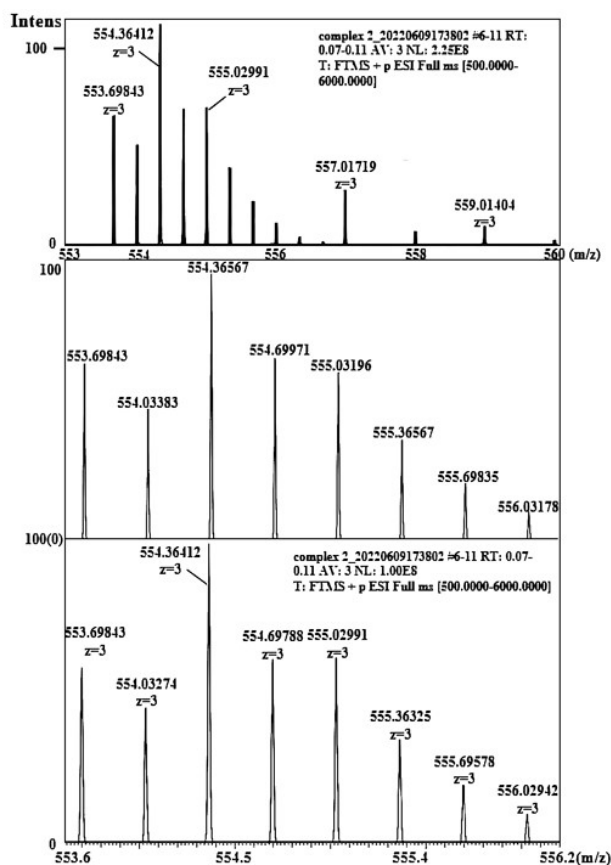 Intens
100
554.36412
z=3
complex 2_20220609173802 #6-11 RT:
0.07-0.11 AV: 3 NL: 2.25E8
T: FTMS + p ESI Full ms [500.0000-
6000.0000]
555.02991
z=3
553.69843
z=3
557.01719
z=3
559.01404
z=3
0
553 554 556 558 560 (m/z)
100
554.36567
553.69843
554.69971
555.03196
554.03383
555.36567
555.69835
556.03178
100(0)
554.36412
z=3
complex 2_20220609173802 #6-11 RT: 0.07-
0.11 AV: 3 NL: 1.00E8
T: FTMS + p ESI Full ms [500.0000-6000.0000]
553.69843
z=3
554.69788
z=3
555.02991
z=3
554.03274
z=3
555.36325
z=3
555.69578
z=3
556.02942
z=3
0
553.6 554.5 555.4 556.2(m/z)